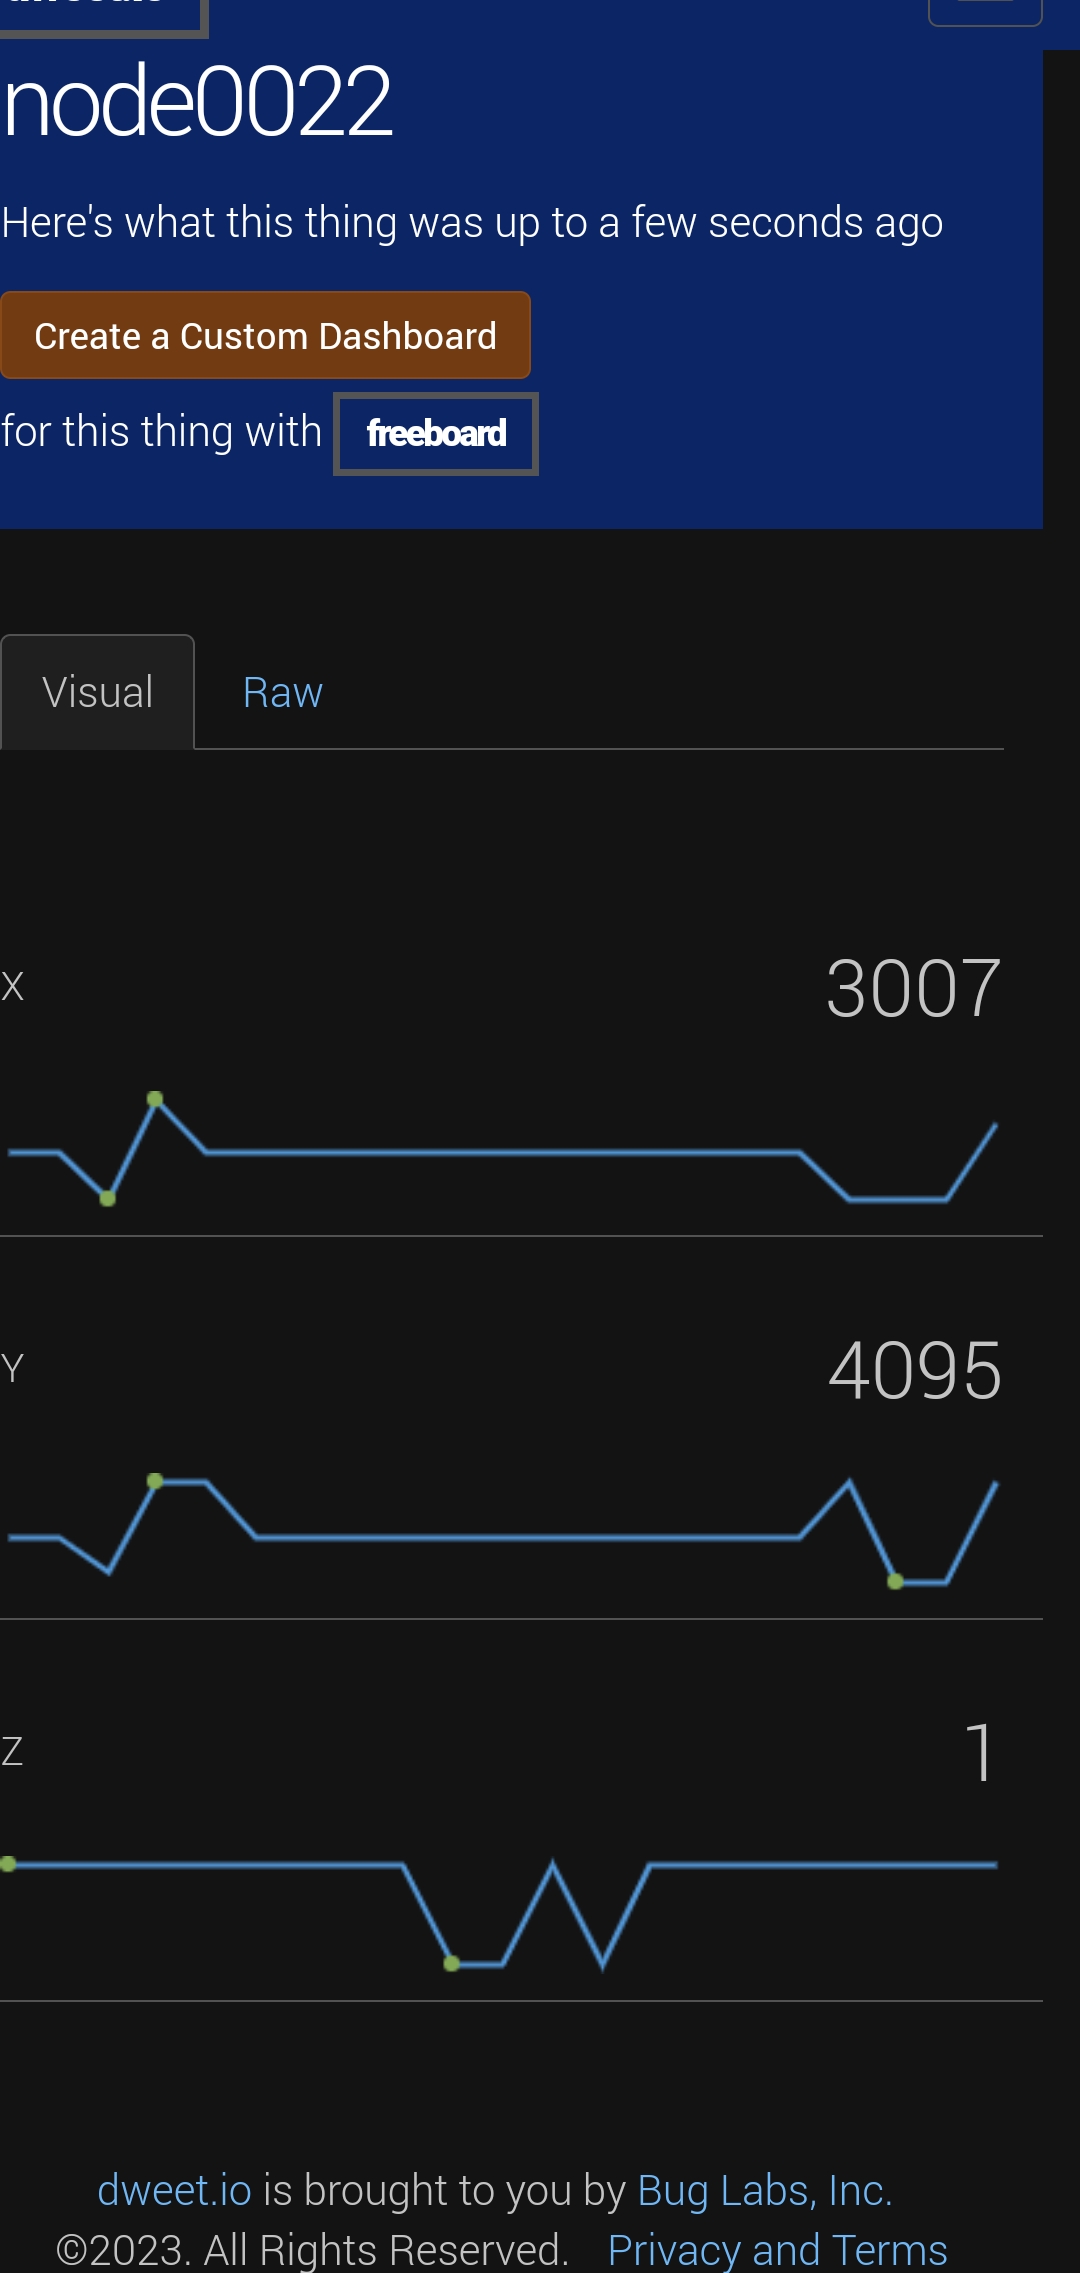 node0022
Here's what this thing was up to a few seconds ago
Create a Custom Dashboard
for this thing with freeboard
Visual Raw
X 3007
Y 4095
Z 1
dweet.io is brought to you by Bug Labs, Inc.
©2023. All Rights Reserved. Privacy and Terms